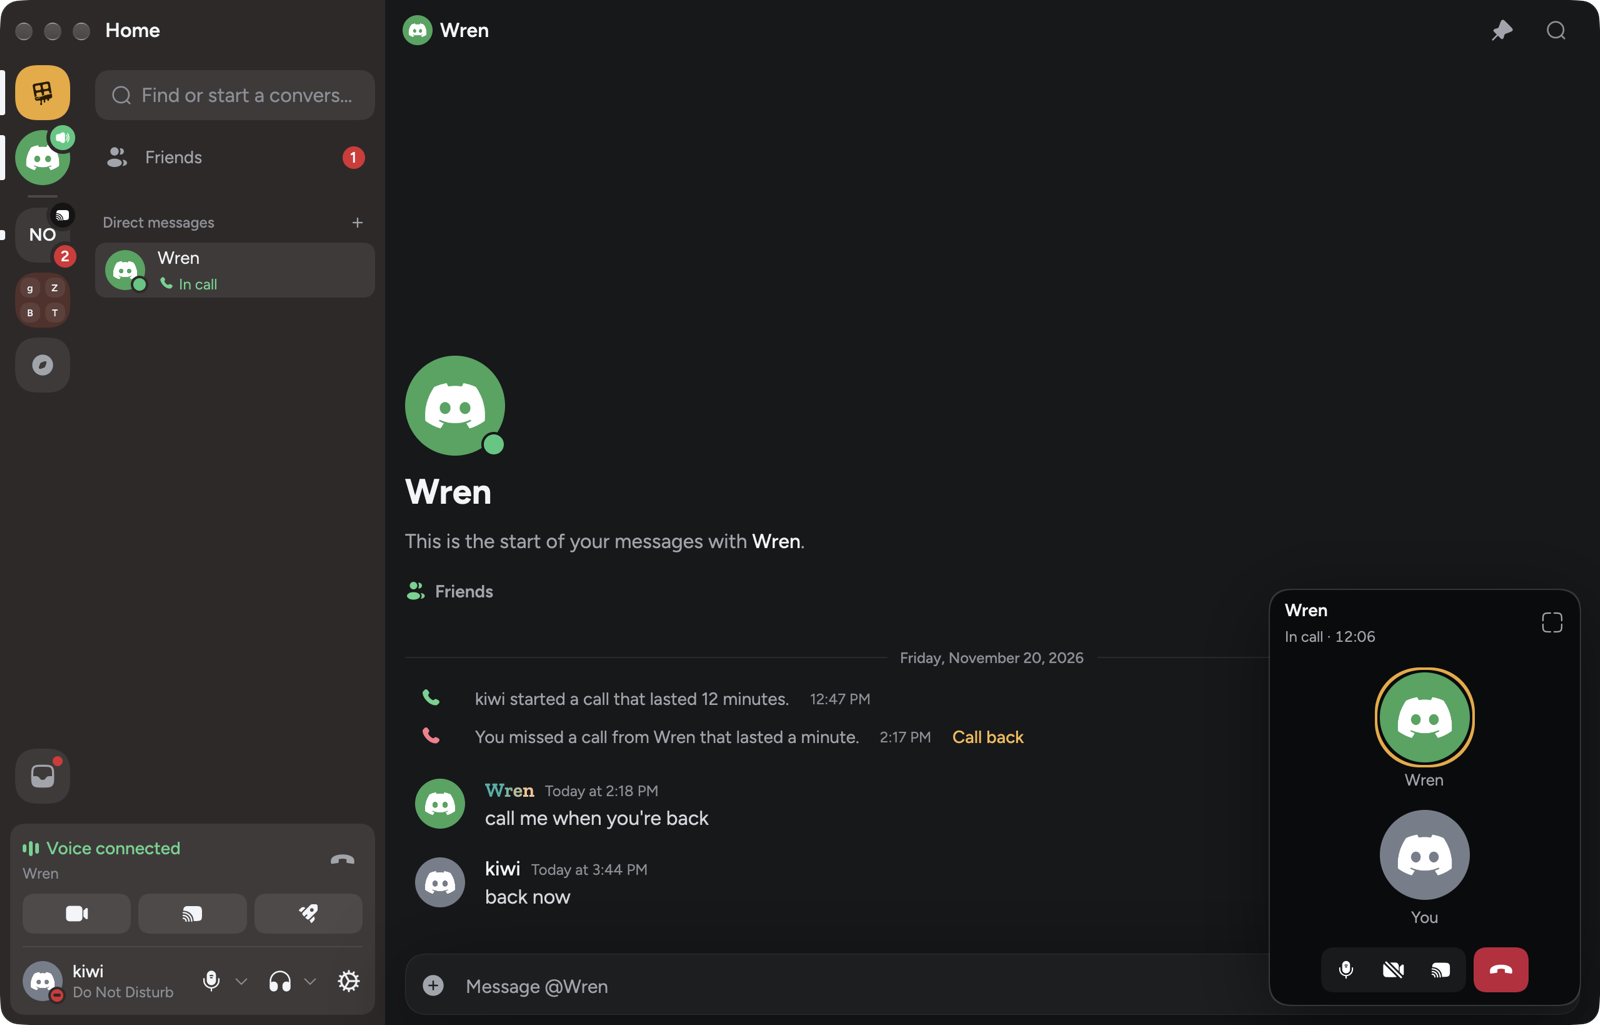 Home
Find or start a convers...
Friends
1
Direct messages
Wren
In call
NO
2
g Z
B T
Voice connected
Wren
kiwi
Do Not Disturb
Wren
Wren
This is the start of your messages with Wren.
Friends
Friday, November 20, 2026
kiwi started a call that lasted 12 minutes. 12:47 PM
You missed a call from Wren that lasted a minute. 2:17 PM Call back
Wren Today at 2:18 PM
call me when you're back
kiwi Today at 3:44 PM
back now
Message @Wren
Wren
In call · 12:06
Wren
You